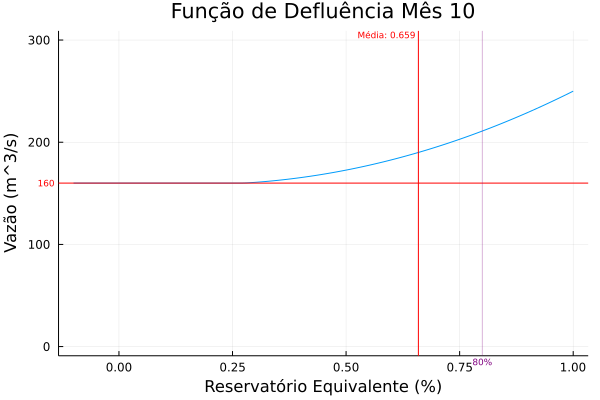 Função de Defluência Mês 10
Média: 0.659
300
200
160
100
0
Vazão (m^3/s)
0.00
0.25
0.50
0.75
80%
1.00
Reservatório Equivalente (%)